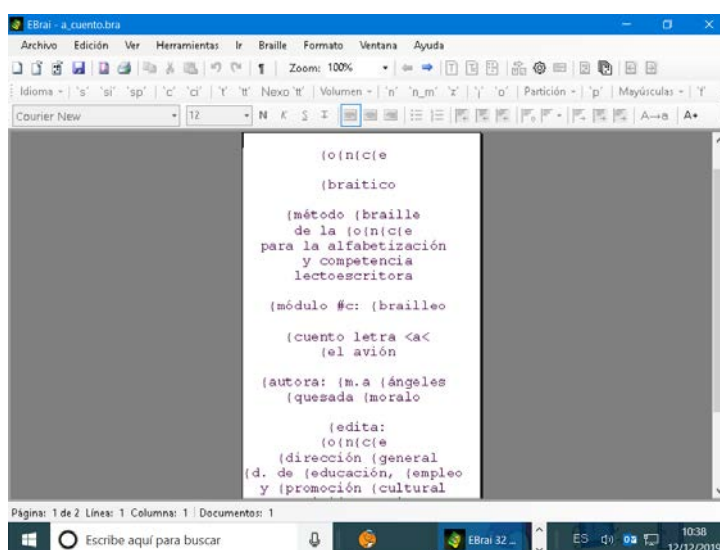 EBrai - a_cuento.bra
Archivo Edición Ver Herramientas Ir Braille Formato Ventana Ayuda
Zoom: 100%
Idioma 's' 'si' 'sp' 'c' 'ci' 't' 'tt' Nexo 'tt' Volumen 'n' 'n_m' 'z' 'j' 'o' Partición 'p' Mayúsculas
Courier New 12 N K S A→a A
{o{n{c{e
{braitico
{método {braille
de la {o{n{c{e
para la alfabetización
y competencia
lectoescritora
{módulo #c: {brailleo
{cuento letra <a<
{el avión
{autora: {m.a {ángeles
{quesada {moralo
{edita:
{o{n{c{e
{dirección {general
{d. de {educación, {empleo
y {promoción {cultural
Página: 1 de 2 Línea: 1 Columna: 1 Documentos: 1
Escribe aquí para buscar EBrai 32 ... ES 10:38
12/12/2019